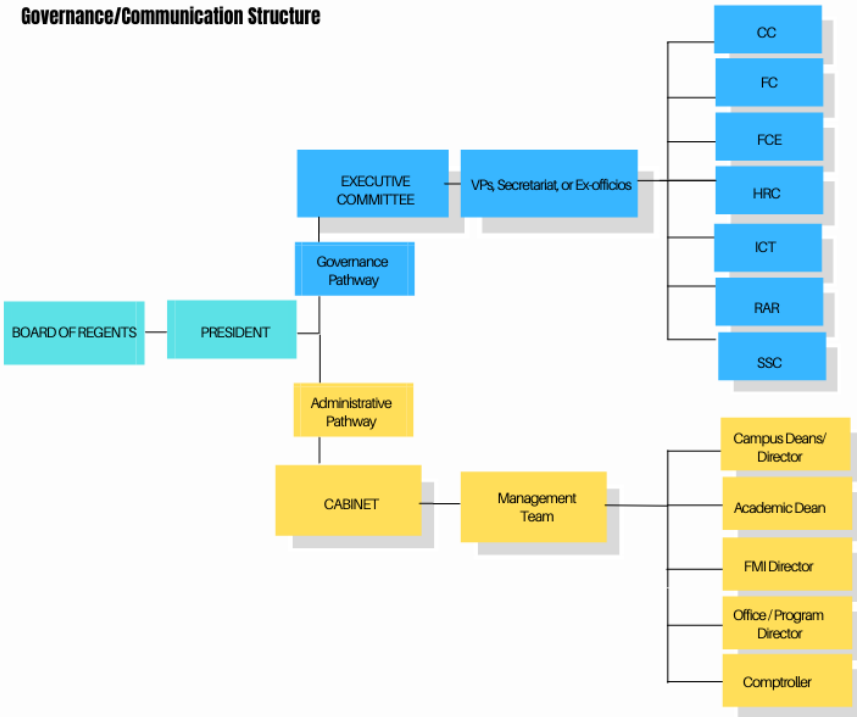 Governance/Communication Structure
CC
FC
FCE
EXECUTIVE
COMMITTEE
VPs, Secretariat, or Ex-officios
HRC
ICT
Governance
Pathway
RAR
BOARD OF REGENTS
PRESIDENT
SSC
Administrative
Pathway
Campus Deans/
Director
CABINET
Management
Team
Academic Dean
FMI Director
Office / Program
Director
Comptroller